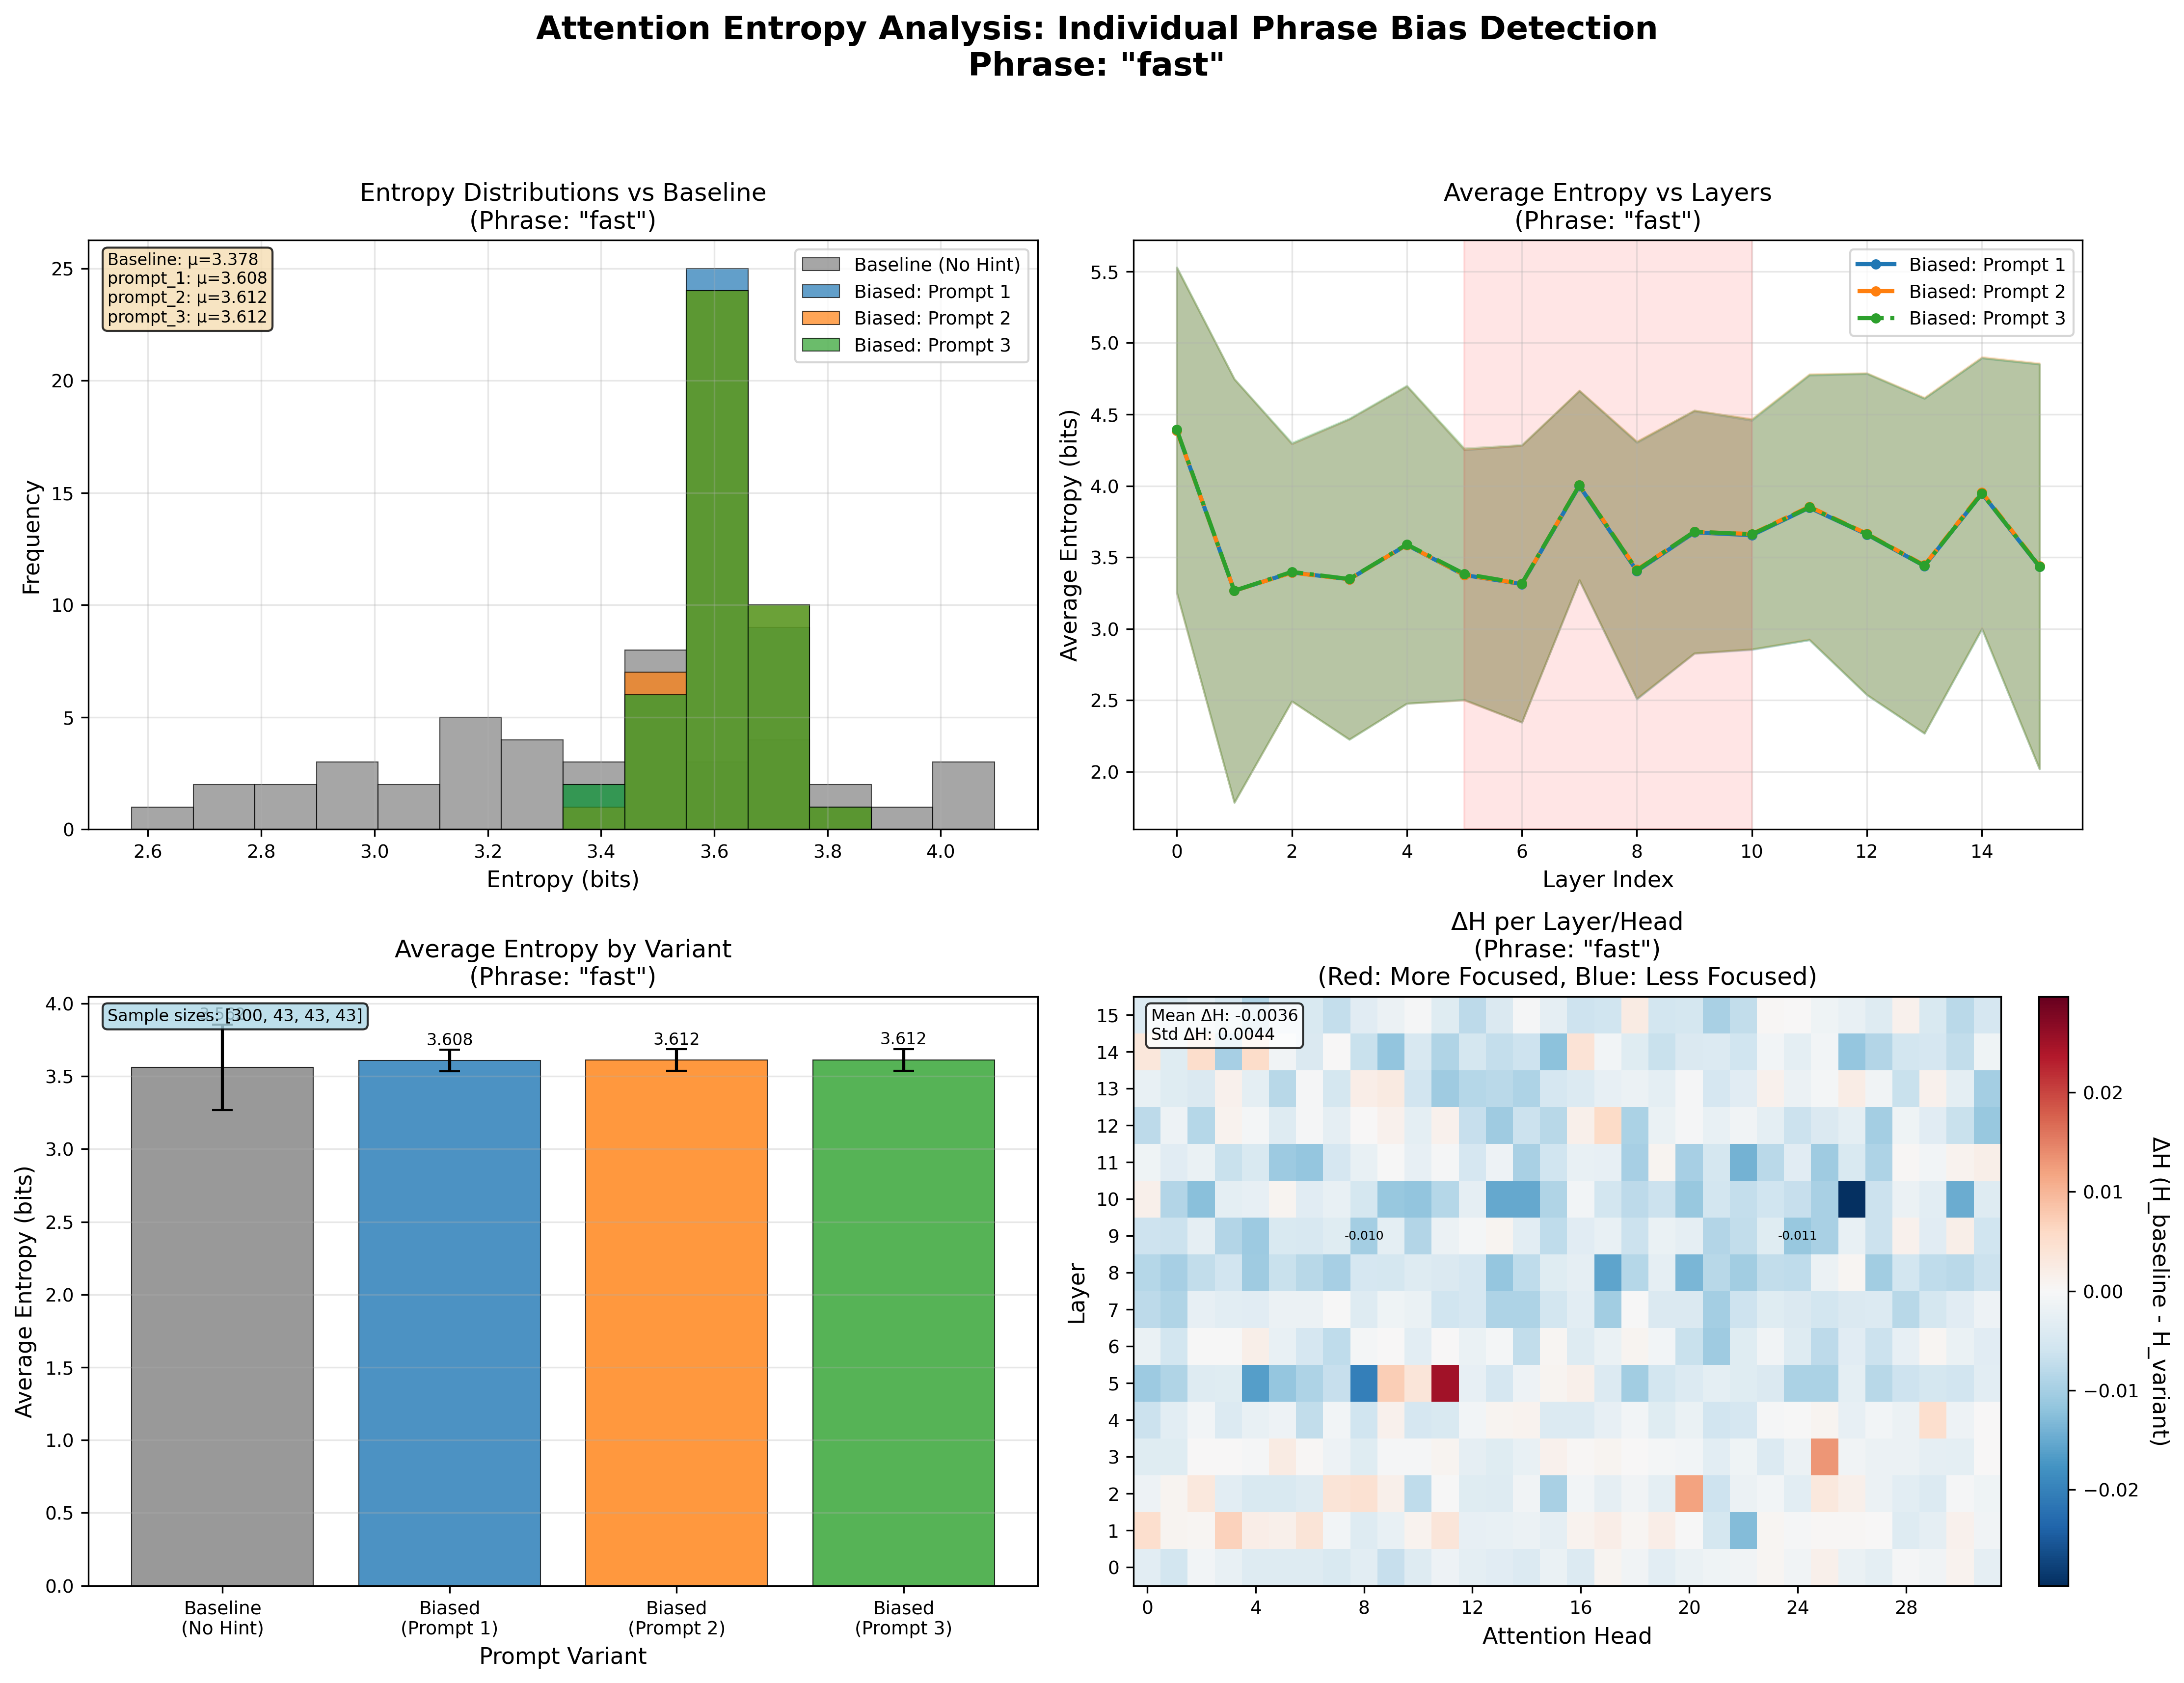 Attention Entropy Analysis: Individual Phrase Bias Detection
Phrase: "fast"
Entropy Distributions vs Baseline
(Phrase: "fast")
Baseline: μ=3.378
prompt_1: μ=3.608
prompt_2: μ=3.612
prompt_3: μ=3.612
Baseline (No Hint)
Biased: Prompt 1
Biased: Prompt 2
Biased: Prompt 3
25
20
15
10
5
0
Frequency
2.6 2.8 3.0 3.2 3.4 3.6 3.8 4.0
Entropy (bits)
Average Entropy vs Layers
(Phrase: "fast")
Biased: Prompt 1
Biased: Prompt 2
Biased: Prompt 3
5.5
5.0
4.5
4.0
3.5
3.0
2.5
2.0
Average Entropy (bits)
0 2 4 6 8 10 12 14
Layer Index
Average Entropy by Variant
(Phrase: "fast")
Sample sizes: [300, 43, 43, 43]
3.608
3.612
3.612
4.0
3.5
3.0
2.5
2.0
1.5
1.0
0.5
0.0
Average Entropy (bits)
Baseline
(No Hint)
Biased
(Prompt 1)
Biased
(Prompt 2)
Biased
(Prompt 3)
Prompt Variant
ΔH per Layer/Head
(Phrase: "fast")
(Red: More Focused, Blue: Less Focused)
Mean ΔH: -0.0036
Std ΔH: 0.0044
15
14
13
12
11
10
9
8
7
6
5
4
3
2
1
0
Layer
-0.010
-0.011
0 4 8 12 16 20 24 28
Attention Head
0.02
0.01
0.00
−0.01
−0.02
ΔH (H_baseline - H_variant)